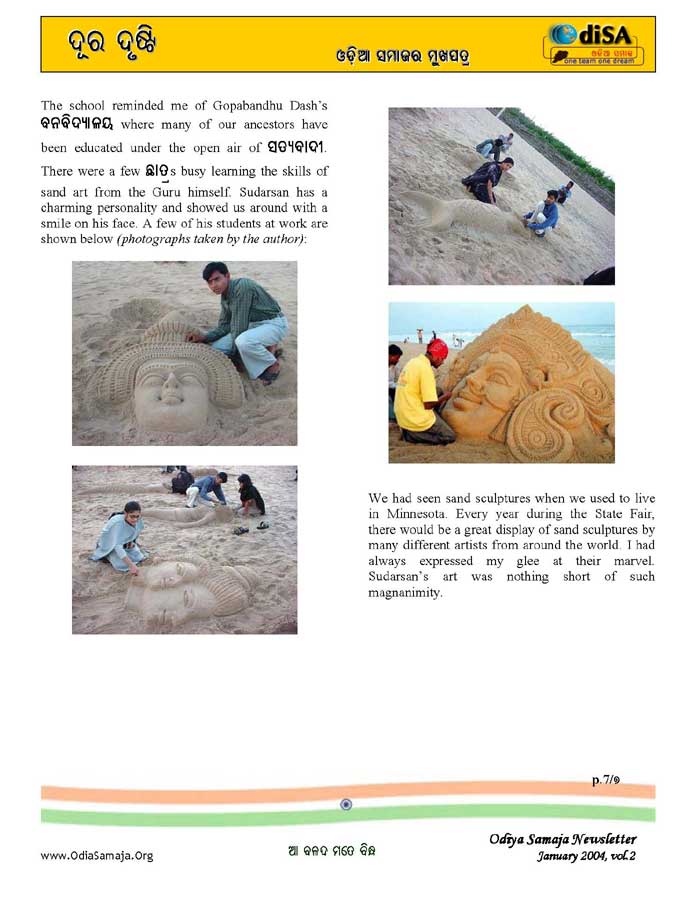 ଦୂର ଦୃଷ୍ଟି
ଓଡ଼ିଆ ସମାଜର ମୁଖପତ୍ର
OdiSA
ଓଡିଆ ସମାଜ
one team one dream
The school reminded me of Gopabandhu Dash's
ବନବିଦ୍ୟାଳୟ where many of our ancestors have
been educated under the open air of ସତ୍ୟବାଦୀ.
There were a few ଛାତ୍ରs busy learning the skills of
sand art from the Guru himself. Sudarsan has a
charming personality and showed us around with a
smile on his face. A few of his students at work are
shown below (photographs taken by the author):
We had seen sand sculptures when we used to live
in Minnesota. Every year during the State Fair,
there would be a great display of sand sculptures by
many different artists from around the world. I had
always expressed my glee at their marvel.
Sudarsan's art was nothing short of such
magnanimity.
p.7/୭
www.OdiaSamaja.Org
ଆ ବଳଦ ମତେ ବିନ୍ଧ
Odiya Samaja Newsletter
January 2004, vol.2